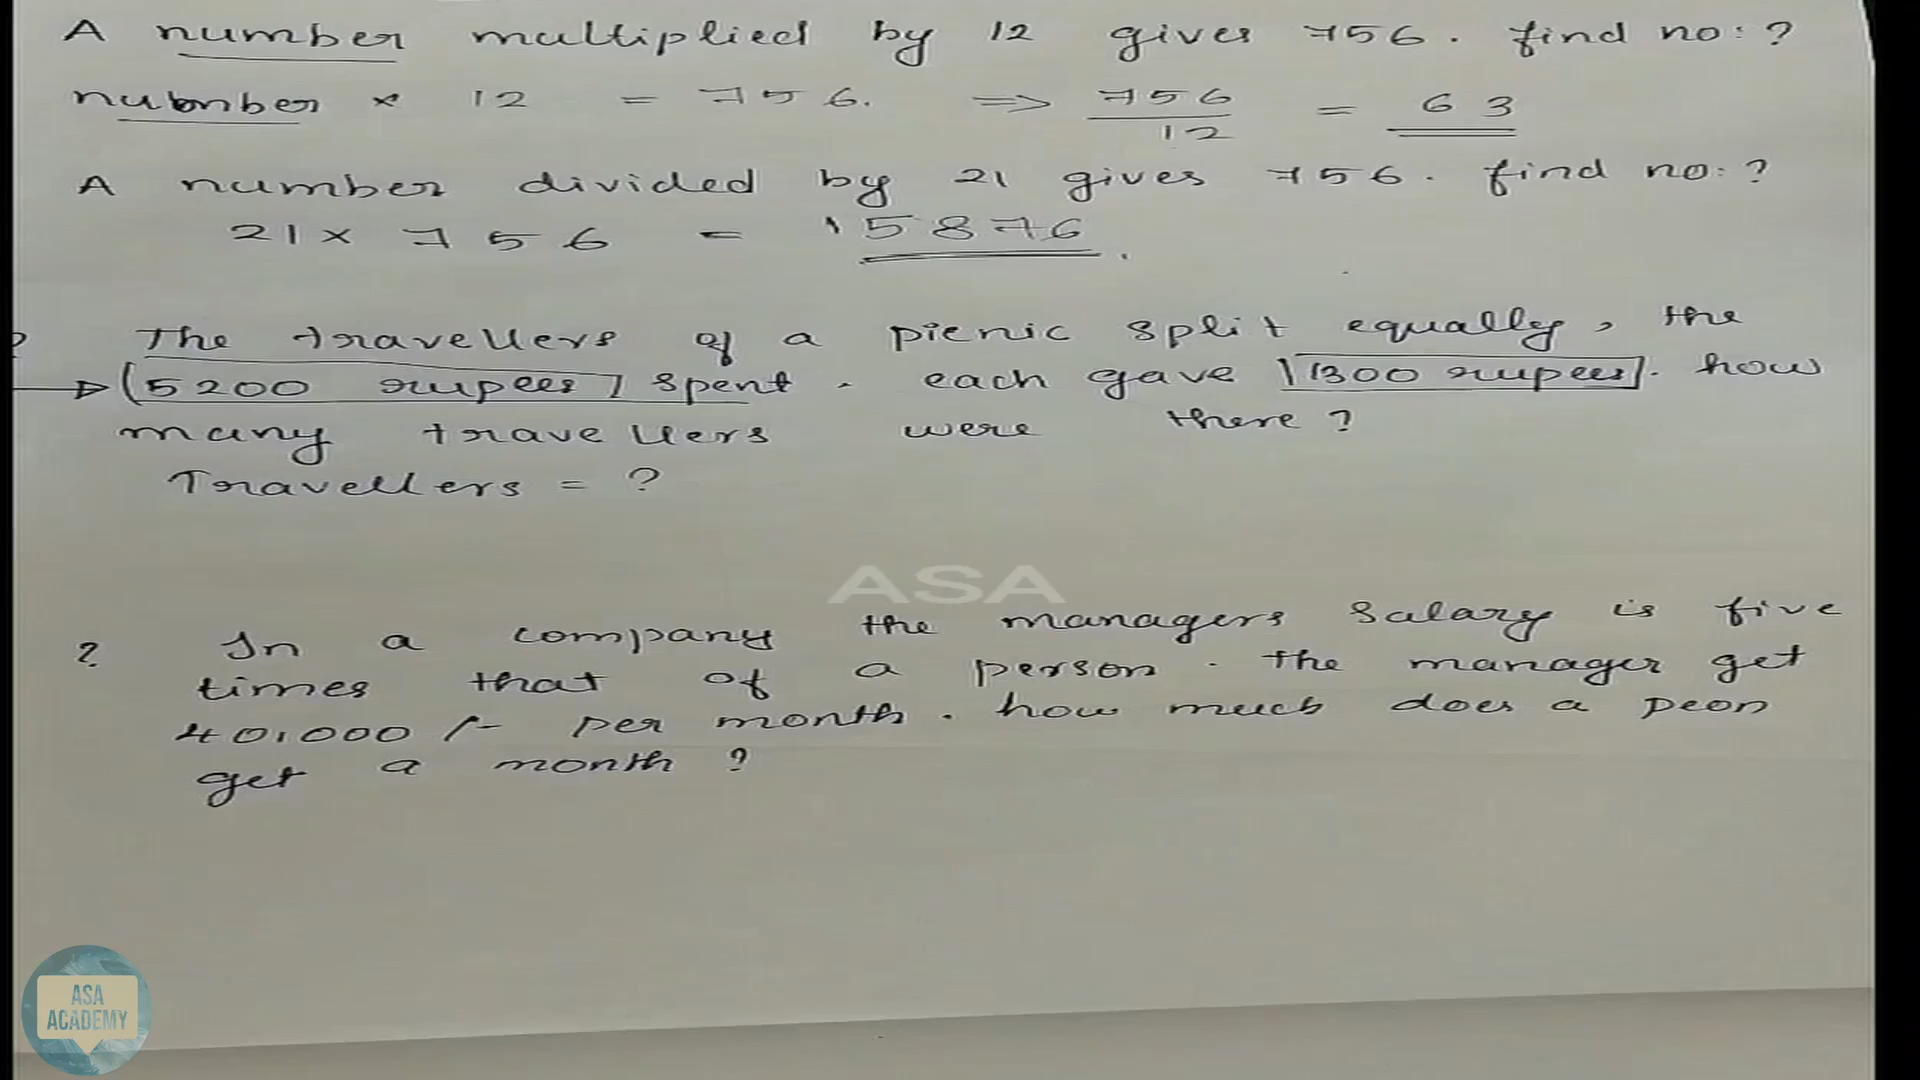 A number multiplied by 12 gives 756. find no: ?
number × 12 = 756. => 756/12 = 63
A number divided by 21 gives 756. find no: ?
21 x 756 = 15876.
? The travellers of a picnic split equally, the
(5200 rupees) spent. each gave 1300 rupees. how
many travellers were there ?
Travellers = ?
ASA
? In a company the managers salary is five
times that of a person. The manager get
40,000 /- per month. how much does a peon
get a month ?
ASA
ACADEMY